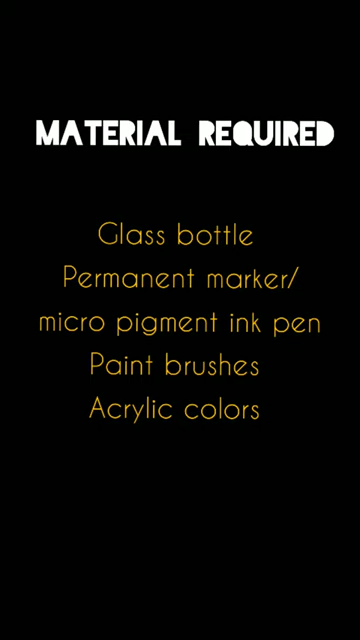 MATERIAL REQUIRED
Glass bottle
Permanent marker/
micro pigment ink pen
Paint brushes
Acrylic colors